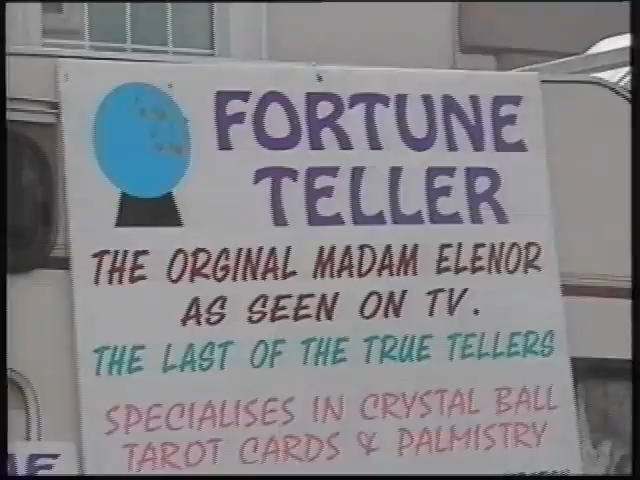 FORTUNE
TELLER
THE ORGINAL MADAM ELENOR
AS SEEN ON TV.
THE LAST OF THE TRUE TELLERS
SPECIALISES IN CRYSTAL BALL
TAROT CARDS & PALMISTRY